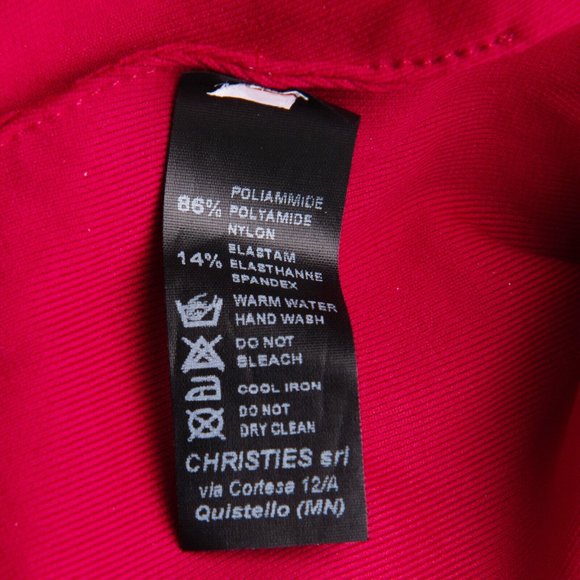 86% POLIAMMIDE
POLYAMIDE
NYLON
14% ELASTAM
ELASTHANNE
SPANDEX
WARM WATER
HAND WASH
DO NOT
BLEACH
COOL IRON
DO NOT
DRY CLEAN
CHRISTIES srl
via Cortesa 12/A
Quistello (MN)